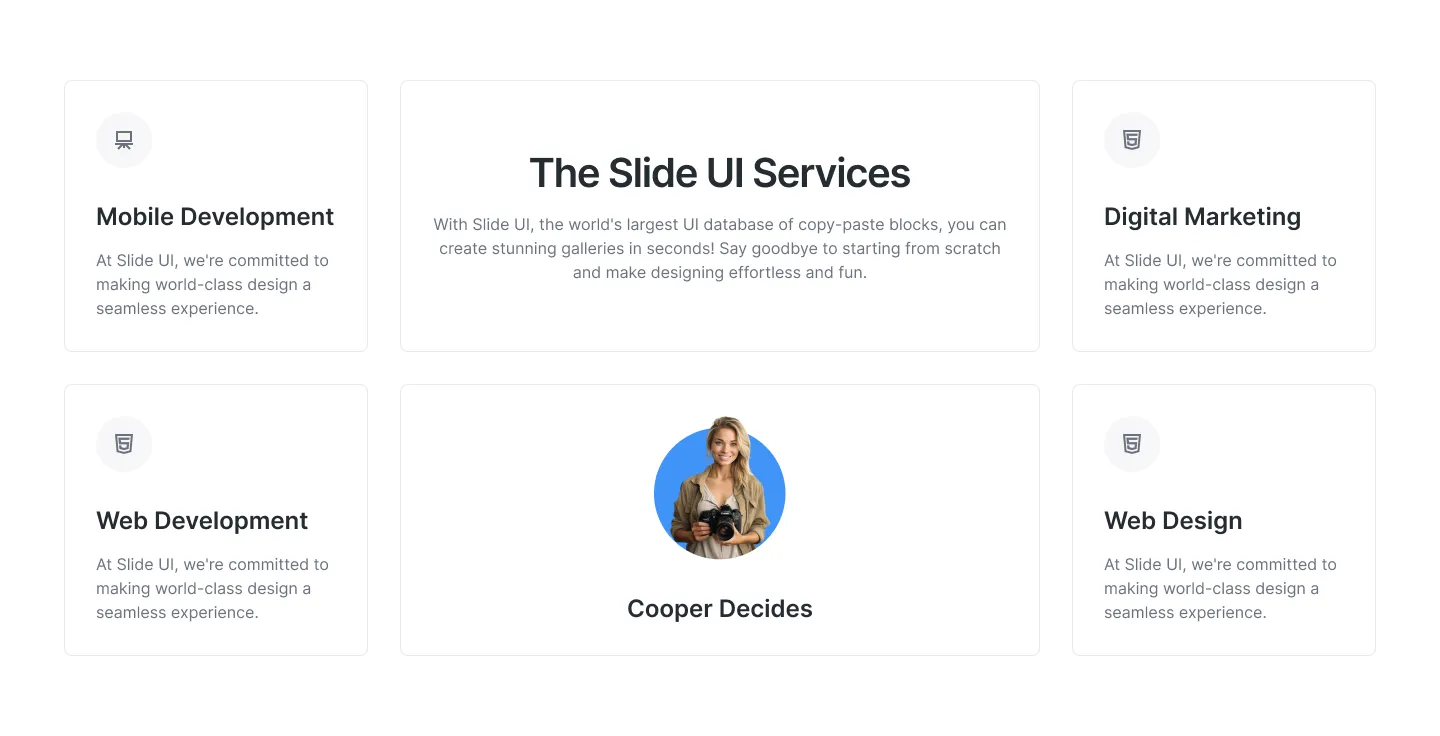 Mobile Development
At Slide UI, we're committed to
making world-class design a
seamless experience.
The Slide UI Services
With Slide UI, the world's largest UI database of copy-paste blocks, you can
create stunning galleries in seconds! Say goodbye to starting from scratch
and make designing effortless and fun.
Digital Marketing
At Slide UI, we're committed to
making world-class design a
seamless experience.
Web Development
At Slide UI, we're committed to
making world-class design a
seamless experience.
Cooper Decides
Web Design
At Slide UI, we're committed to
making world-class design a
seamless experience.